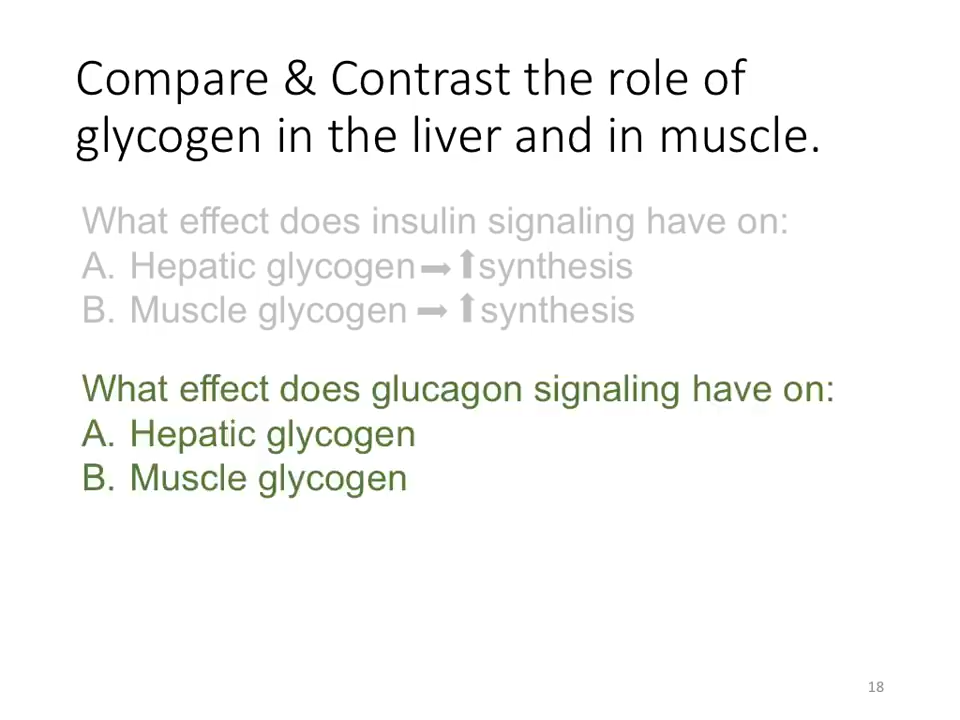 Compare & Contrast the role of
glycogen in the liver and in muscle.
What effect does insulin signaling have on:
A. Hepatic glycogen ➡ ⬆synthesis
B. Muscle glycogen ➡ ⬆synthesis
What effect does glucagon signaling have on:
A. Hepatic glycogen
B. Muscle glycogen
18